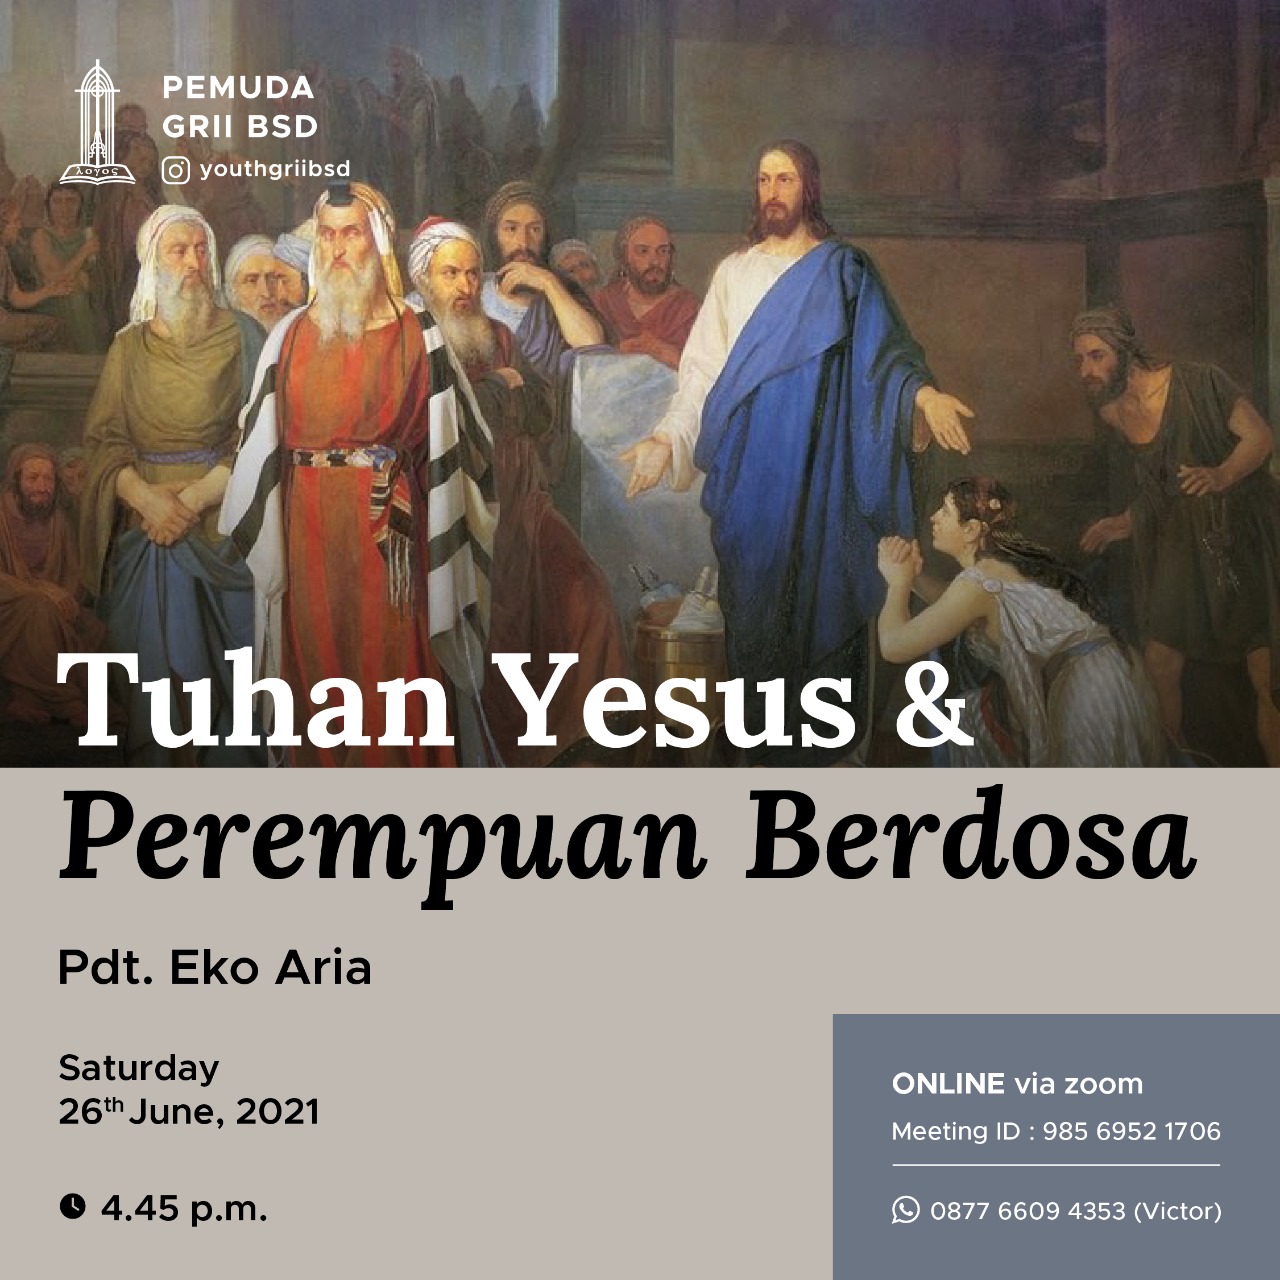 PEMUDA
GRII BSD
youthgriibsd
λογος
Tuhan Yesus &
Perempuan Berdosa
Pdt. Eko Aria
Saturday
26th June, 2021
4.45 p.m.
ONLINE via zoom
Meeting ID : 985 6952 1706
0877 6609 4353 (Victor)